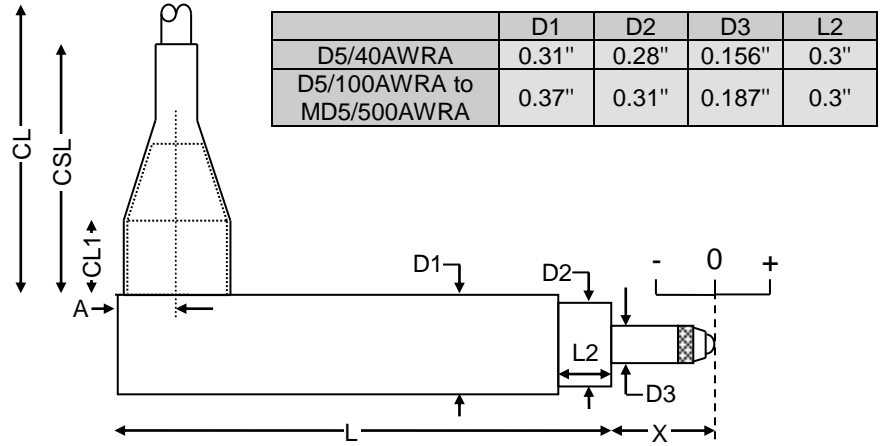 D1 D2 D3 L2
D5/40AWRA 0.31" 0.28" 0.156" 0.3"
D5/100AWRA to
MD5/500AWRA 0.37" 0.31" 0.187" 0.3"
CL
CSL
CL1
A
D1
D2
- 0 +
L2
D3
L
X